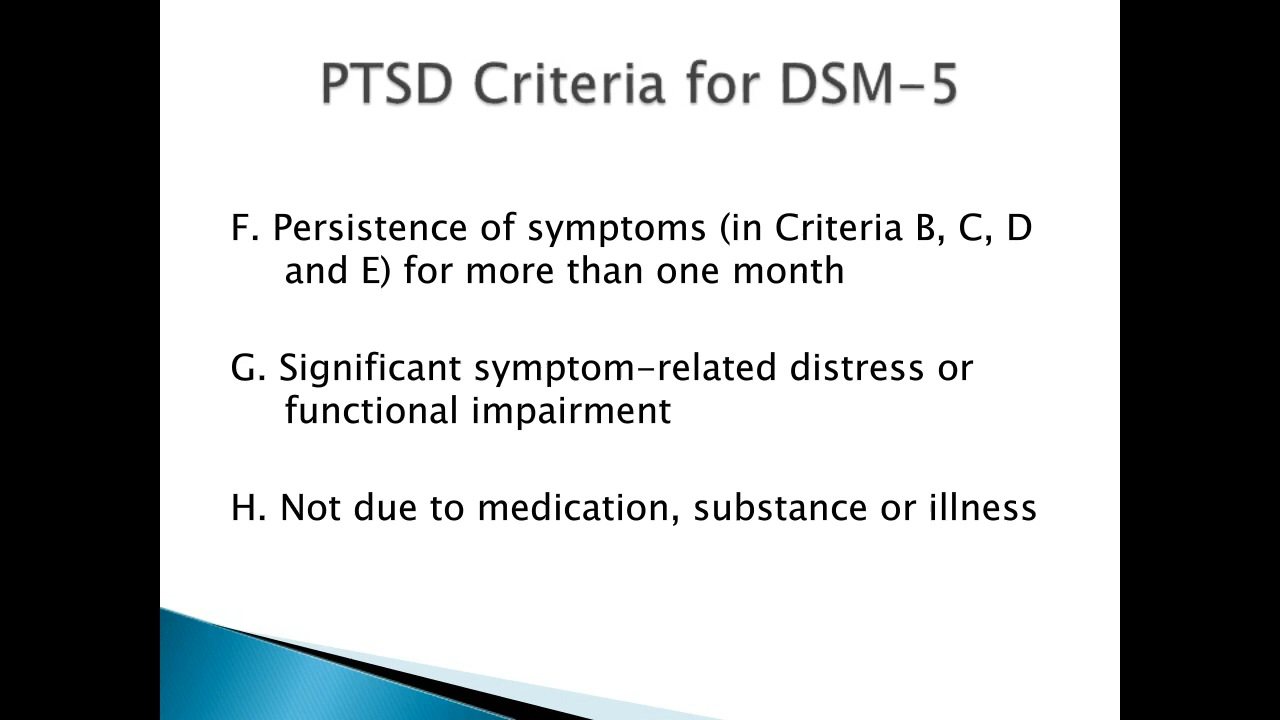 PTSD Criteria for DSM-5
F. Persistence of symptoms (in Criteria B, C, D
and E) for more than one month
G. Significant symptom-related distress or
functional impairment
H. Not due to medication, substance or illness